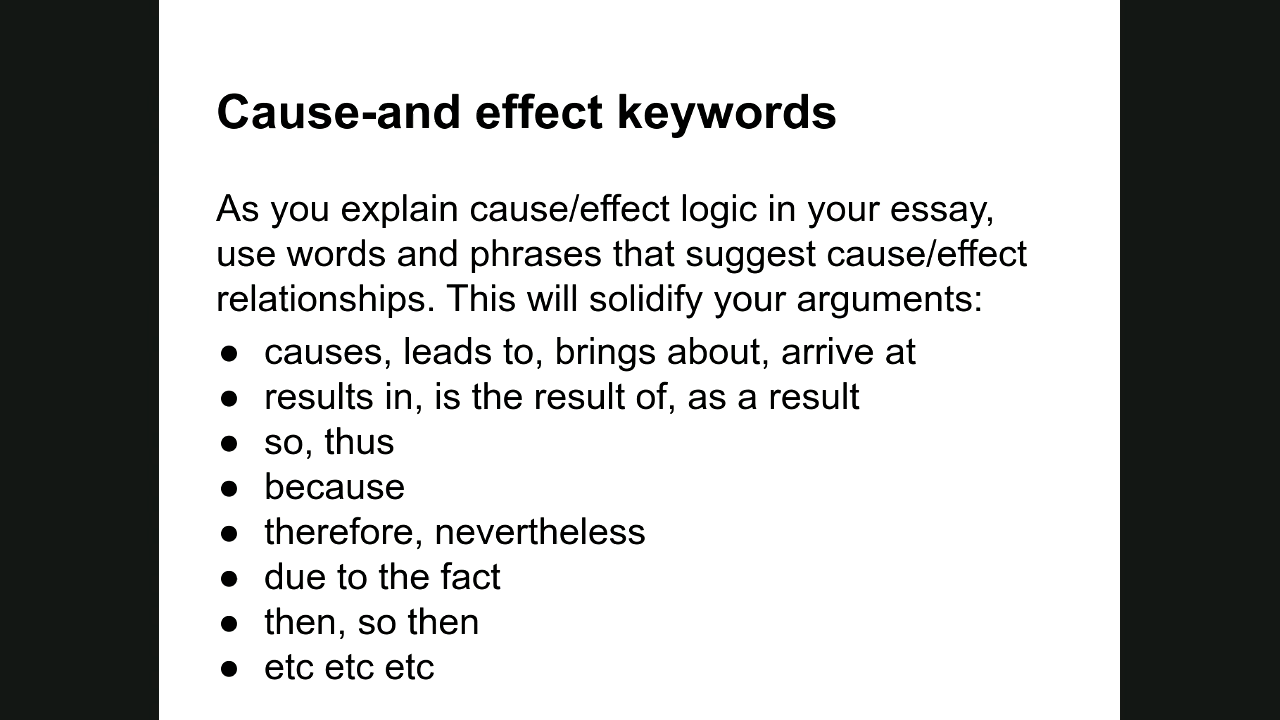 Cause-and effect keywords
As you explain cause/effect logic in your essay,
use words and phrases that suggest cause/effect
relationships. This will solidify your arguments:
● causes, leads to, brings about, arrive at
● results in, is the result of, as a result
● so, thus
● because
● therefore, nevertheless
● due to the fact
● then, so then
● etc etc etc